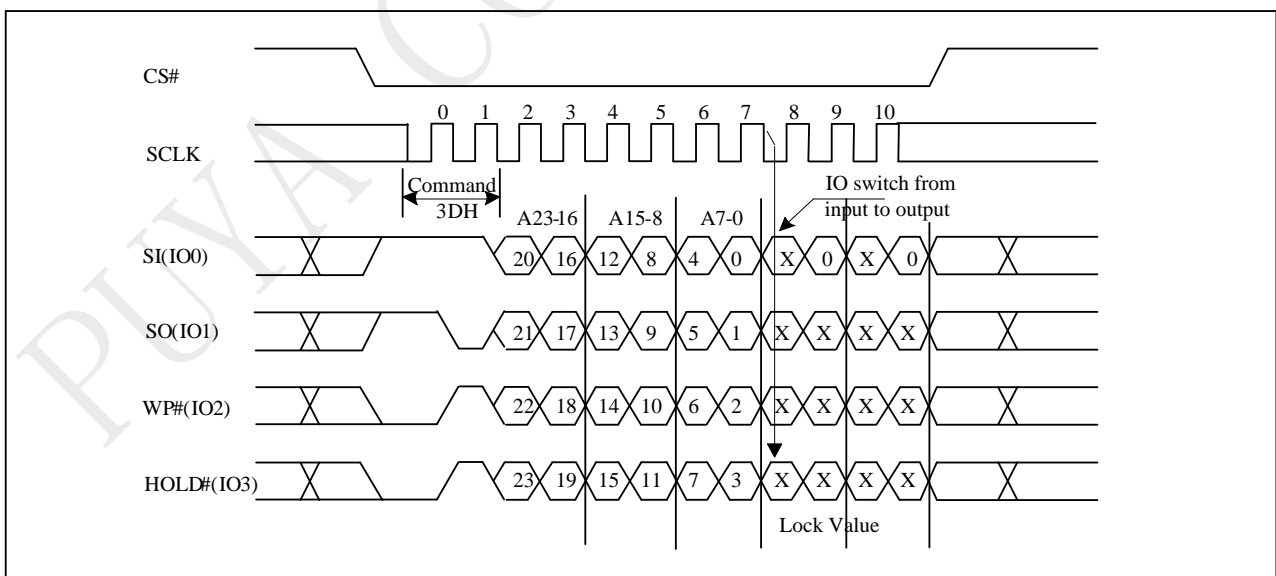 CS#
0 1 2 3 4 5 6 7 8 9 10
SCLK
Command
3DH
IO switch from
input to output
A23-16 A15-8 A7-0
SI(IO0) 20 16 12 8 4 0 X 0 X 0
SO(IO1) 21 17 13 9 5 1 X X X X
WP#(IO2) 22 18 14 10 6 2 X X X X
HOLD#(IO3) 23 19 15 11 7 3 X X X X
Lock Value
PUYA